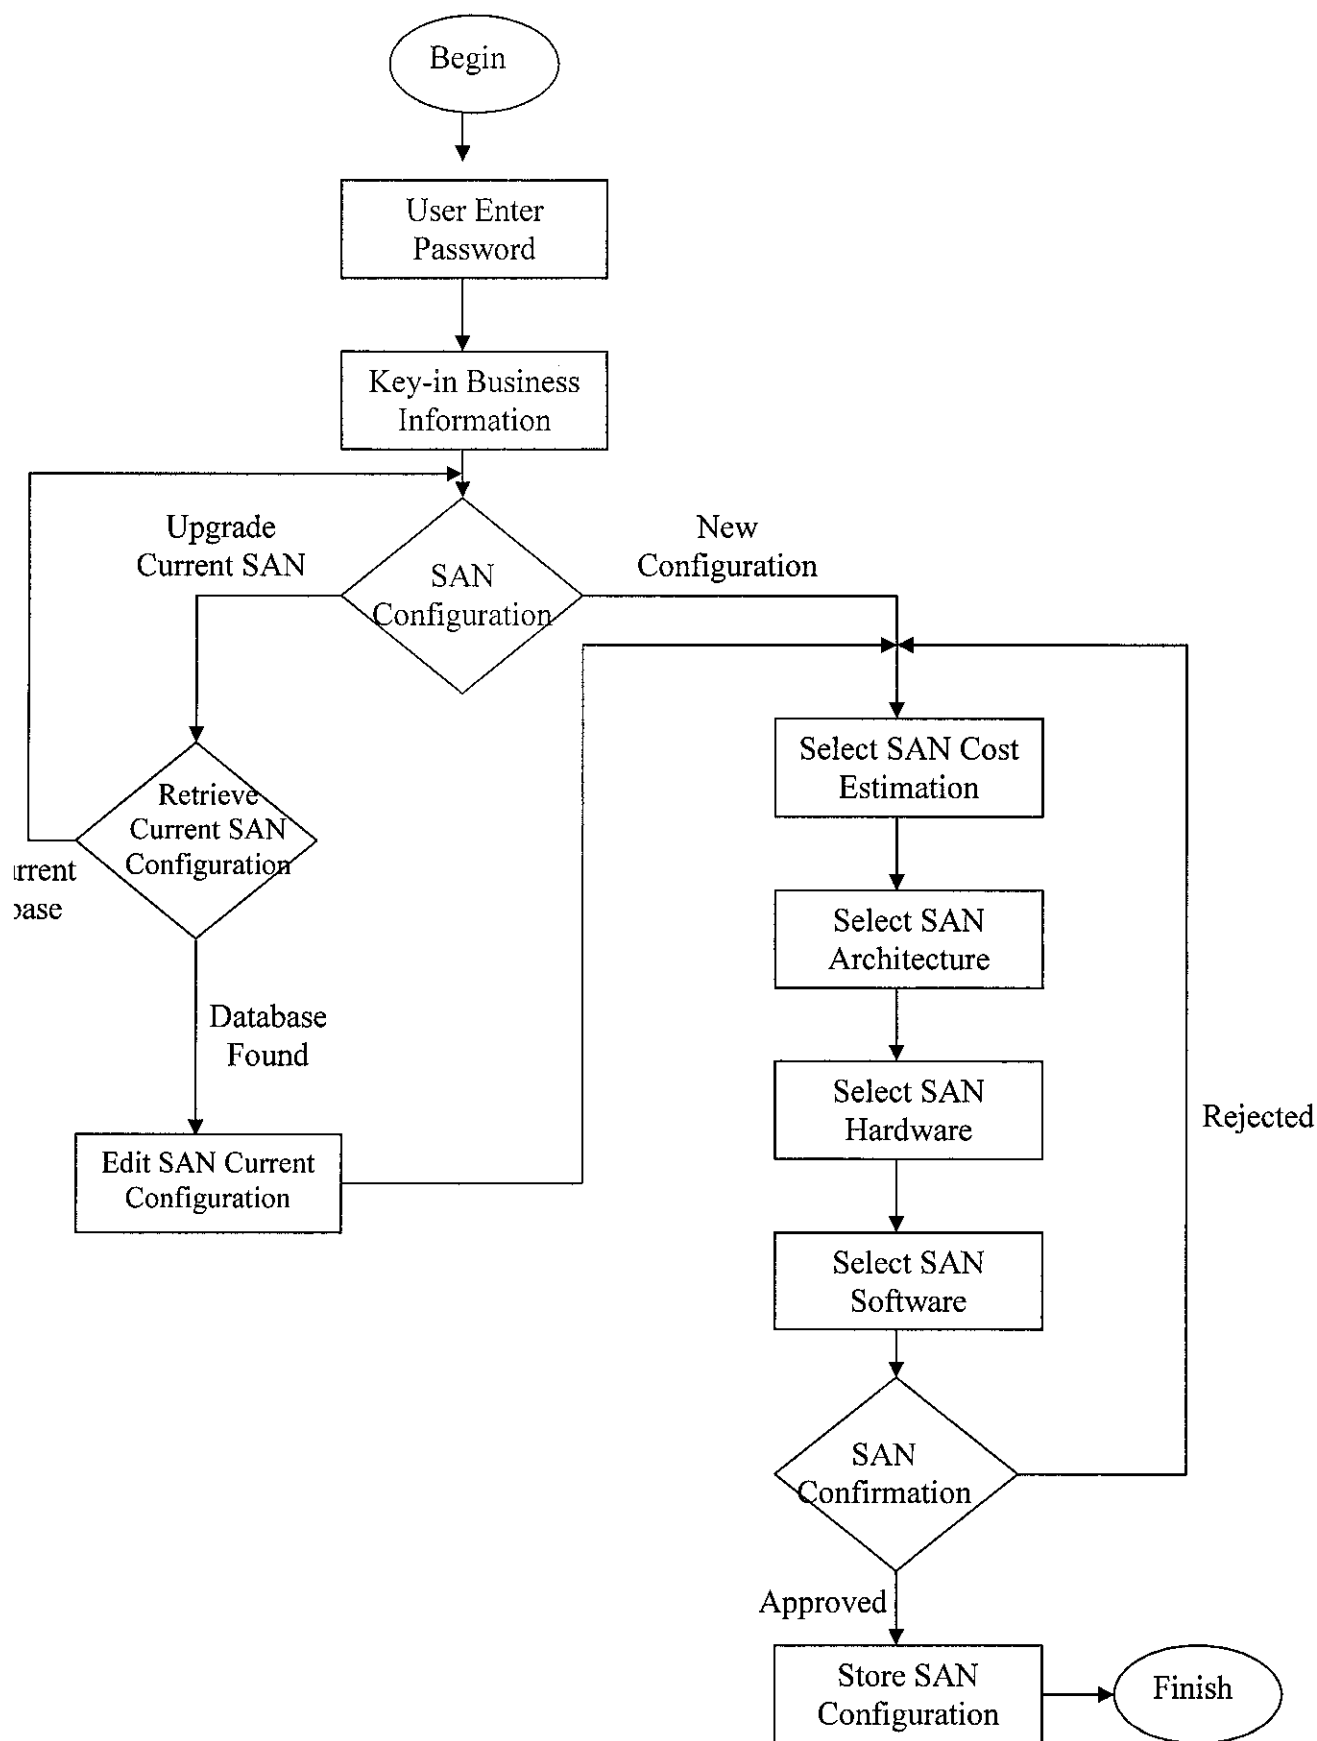 Begin
User Enter
Password
Key-in Business
Information
Upgrade
Current SAN
New
Configuration
SAN
Configuration
Select SAN Cost
Estimation
Retrieve
Current SAN
Configuration
Select SAN
Architecture
Database
Found
Select SAN
Hardware
Rejected
Edit SAN Current
Configuration
Select SAN
Software
SAN
Confirmation
Approved
Store SAN
Configuration
Finish